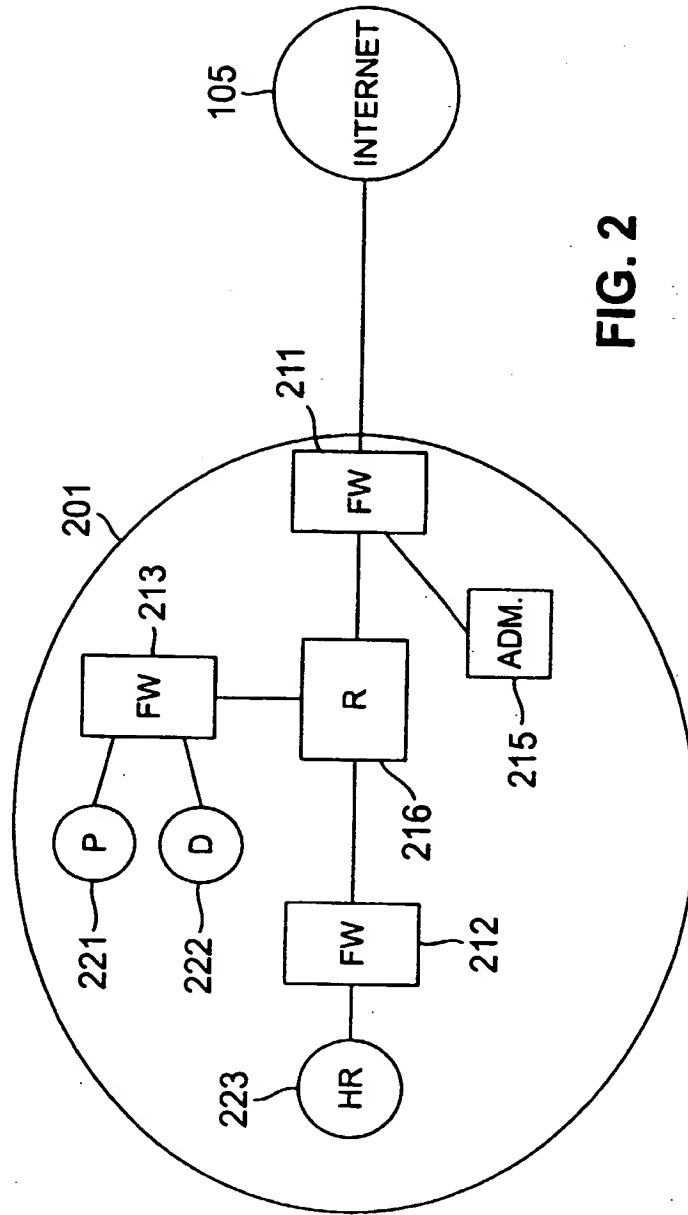 105
INTERNET
201
211
FW
213
FW
P
221
D
222
R
216
ADM.
215
FW
212
HR
223
FIG. 2